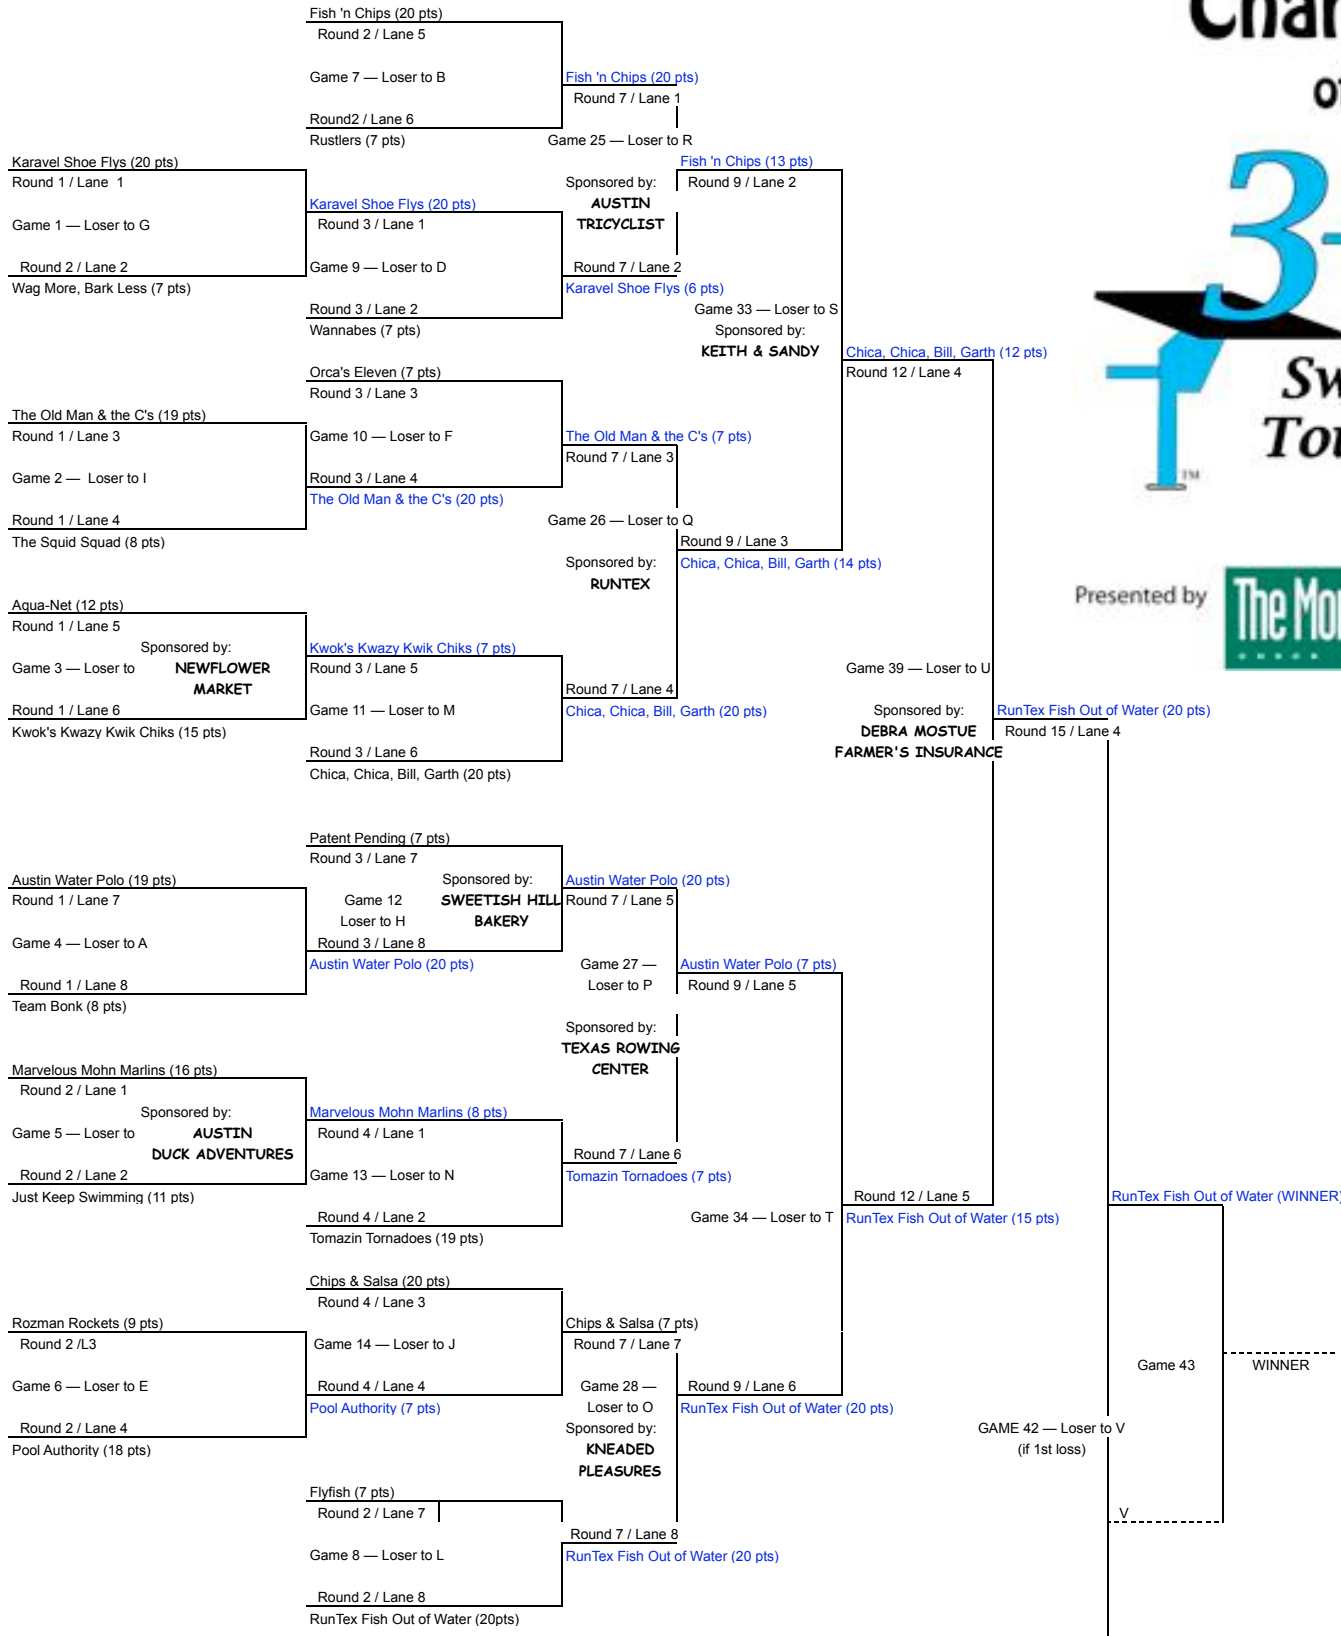 Fish 'n Chips (20 pts)
Round 2 / Lane 5
Game 7 — Loser to B
Round2 / Lane 6
Rustlers (7 pts)
Fish 'n Chips (20 pts)
Round 7 / Lane 1
Game 25 — Loser to R
Karavel Shoe Flys (20 pts)
Round 1 / Lane 1
Game 1 — Loser to G
Round 2 / Lane 2
Wag More, Bark Less (7 pts)
Karavel Shoe Flys (20 pts)
Round 3 / Lane 1
Game 9 — Loser to D
Round 3 / Lane 2
Wannabes (7 pts)
Sponsored by:
AUSTIN
TRICYCLIST
Round 7 / Lane 2
Karavel Shoe Flys (6 pts)
Fish 'n Chips (13 pts)
Round 9 / Lane 2
Game 33 — Loser to S
Sponsored by:
KEITH & SANDY
Chica, Chica, Bill, Garth (12 pts)
Round 12 / Lane 4
Orca's Eleven (7 pts)
Round 3 / Lane 3
The Old Man & the C's (19 pts)
Round 1 / Lane 3
Game 2 — Loser to I
Round 1 / Lane 4
The Squid Squad (8 pts)
Game 10 — Loser to F
Round 3 / Lane 4
The Old Man & the C's (20 pts)
The Old Man & the C's (7 pts)
Round 7 / Lane 3
Game 26 — Loser to Q
Sponsored by:
RUNTEX
Round 9 / Lane 3
Chica, Chica, Bill, Garth (14 pts)
Aqua-Net (12 pts)
Round 1 / Lane 5
Sponsored by:
Game 3 — Loser to
NEWFLOWER
MARKET
Round 1 / Lane 6
Kwok's Kwazy Kwik Chiks (15 pts)
Kwok's Kwazy Kwik Chiks (7 pts)
Round 3 / Lane 5
Game 11 — Loser to M
Round 3 / Lane 6
Chica, Chica, Bill, Garth (20 pts)
Round 7 / Lane 4
Chica, Chica, Bill, Garth (20 pts)
Game 39 — Loser to U
Sponsored by:
DEBRA MOSTUE
FARMER'S INSURANCE
RunTex Fish Out of Water (20 pts)
Round 15 / Lane 4
Patent Pending (7 pts)
Round 3 / Lane 7
Austin Water Polo (19 pts)
Round 1 / Lane 7
Game 4 — Loser to A
Round 1 / Lane 8
Team Bonk (8 pts)
Game 12
Loser to H
Sponsored by:
SWEETISH HILL
BAKERY
Round 3 / Lane 8
Austin Water Polo (20 pts)
Austin Water Polo (20 pts)
Round 7 / Lane 5
Game 27 —
Loser to P
Sponsored by:
TEXAS ROWING
CENTER
Austin Water Polo (7 pts)
Round 9 / Lane 5
Marvelous Mohn Marlins (16 pts)
Round 2 / Lane 1
Sponsored by:
Game 5 — Loser to
AUSTIN
DUCK ADVENTURES
Round 2 / Lane 2
Just Keep Swimming (11 pts)
Marvelous Mohn Marlins (8 pts)
Round 4 / Lane 1
Game 13 — Loser to N
Round 4 / Lane 2
Tomazin Tornadoes (19 pts)
Round 7 / Lane 6
Tomazin Tornadoes (7 pts)
Game 34 — Loser to T
Round 12 / Lane 5
RunTex Fish Out of Water (15 pts)
RunTex Fish Out of Water (WINNER)
Chips & Salsa (20 pts)
Round 4 / Lane 3
Rozman Rockets (9 pts)
Round 2 /L3
Game 6 — Loser to E
Round 2 / Lane 4
Pool Authority (18 pts)
Game 14 — Loser to J
Round 4 / Lane 4
Pool Authority (7 pts)
Chips & Salsa (7 pts)
Round 7 / Lane 7
Game 28 —
Loser to O
Sponsored by:
KNEADED
PLEASURES
Round 9 / Lane 6
RunTex Fish Out of Water (20 pts)
Game 43
WINNER
GAME 42 — Loser to V
(if 1st loss)
V
Flyfish (7 pts)
Round 2 / Lane 7
Game 8 — Loser to L
Round 2 / Lane 8
RunTex Fish Out of Water (20pts)
Round 7 / Lane 8
RunTex Fish Out of Water (20 pts)
3-
TM
Presented by
The